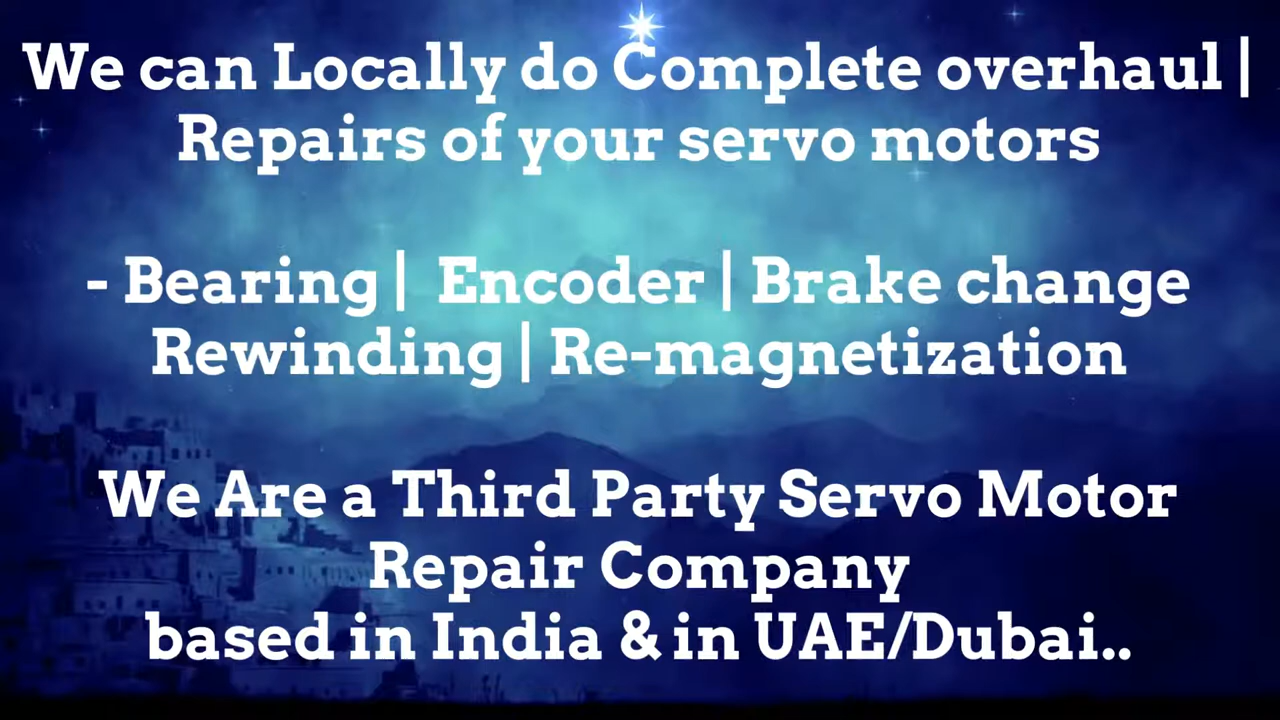 We can Locally do Complete overhaul |
Repairs of your servo motors
- Bearing | Encoder | Brake change
Rewinding | Re-magnetization
We Are a Third Party Servo Motor
Repair Company
based in India & in UAE/Dubai..